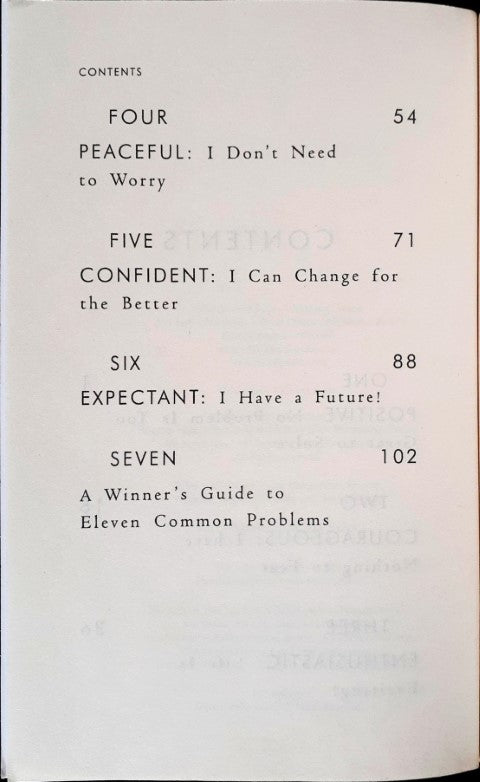 CONTENTS
FOUR 54
PEACEFUL: I Don't Need
to Worry
FIVE 71
CONFIDENT: I Can Change for
the Better
SIX 88
EXPECTANT: I Have a Future!
SEVEN 102
A Winner's Guide to
Eleven Common Problems